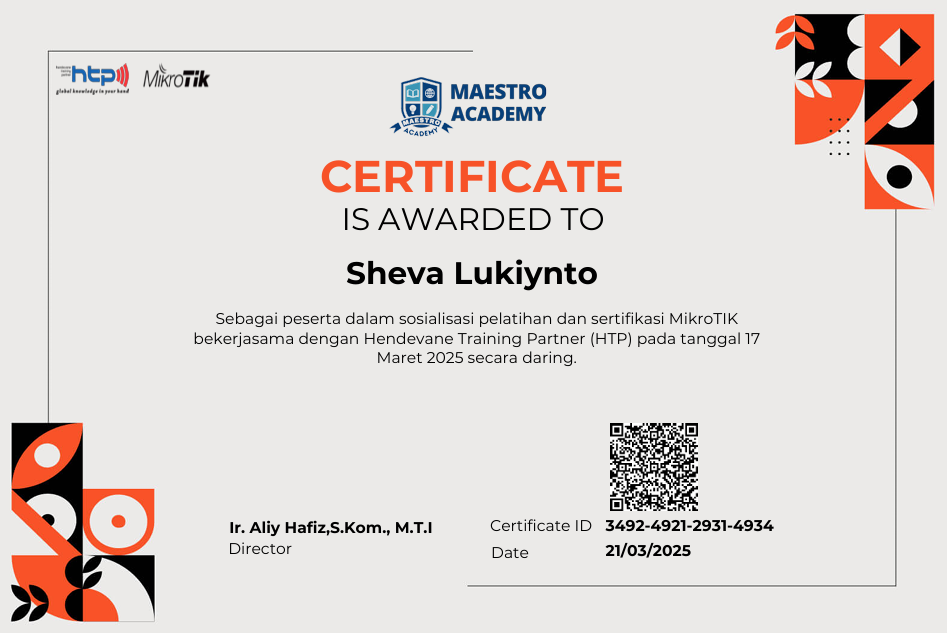 htp
global knowledge in your hand
MikroTik
MAESTRO
ACADEMY
MAESTRO
ACADEMY
CERTIFICATE
IS AWARDED TO
Sheva Lukiynto
Sebagai peserta dalam sosialisasi pelatihan dan sertifikasi MikroTIK
bekerjasama dengan Hendevane Training Partner (HTP) pada tanggal 17
Maret 2025 secara daring.
Ir. Aliy Hafiz,S.Kom., M.T.I
Director
Certificate ID 3492-4921-2931-4934
Date 21/03/2025